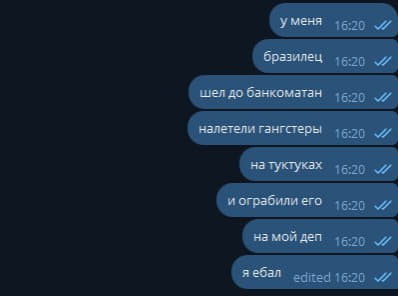 у меня 16:20
бразилец 16:20
шел до банкоматан 16:20
налетели гангстеры 16:20
на туктуках 16:20
и ограбили его 16:20
на мой деп 16:20
я ебал edited 16:20